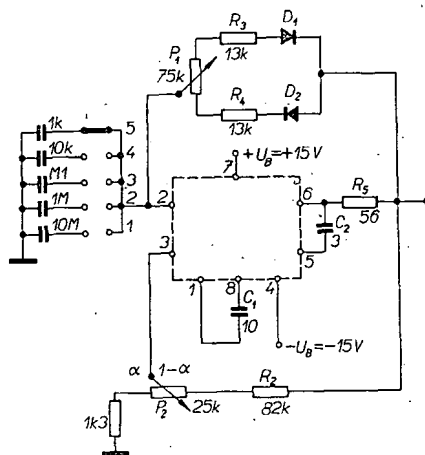 R₃ D₁
P₁ 13k
75k
R₄ D₂
13k
1k 5
10k 4
M1 3
1M 2
10M 1
+U_B=+15V
7
2 6 R₅
56
C₂
3
3 5
1 8 4
C₁
10
-U_B=-15V
α 1-α
P₂ 25k
R₂
82k
1k3